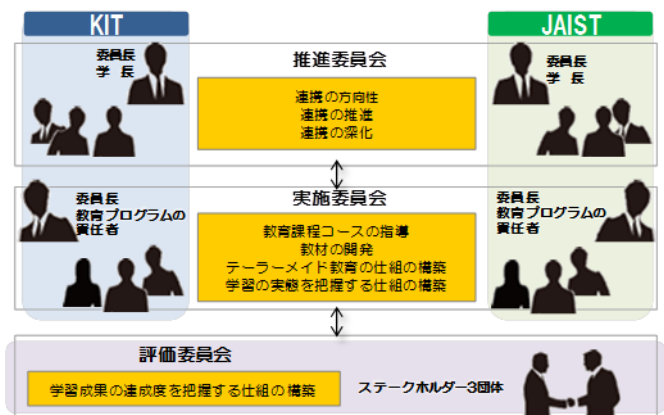 KIT
JAIST
推進委員会
委員長
学　長
委員長
学　長
連携の方向性
連携の推進
連携の深化
実施委員会
委員長
教育プログラムの
責任者
委員長
教育プログラムの
責任者
教育課程コースの指導
教材の開発
テーラーメイド教育の仕組の構築
学習の実態を把握する仕組の構築
評価委員会
学習成果の達成度を把握する仕組の構築
ステークホルダー3団体